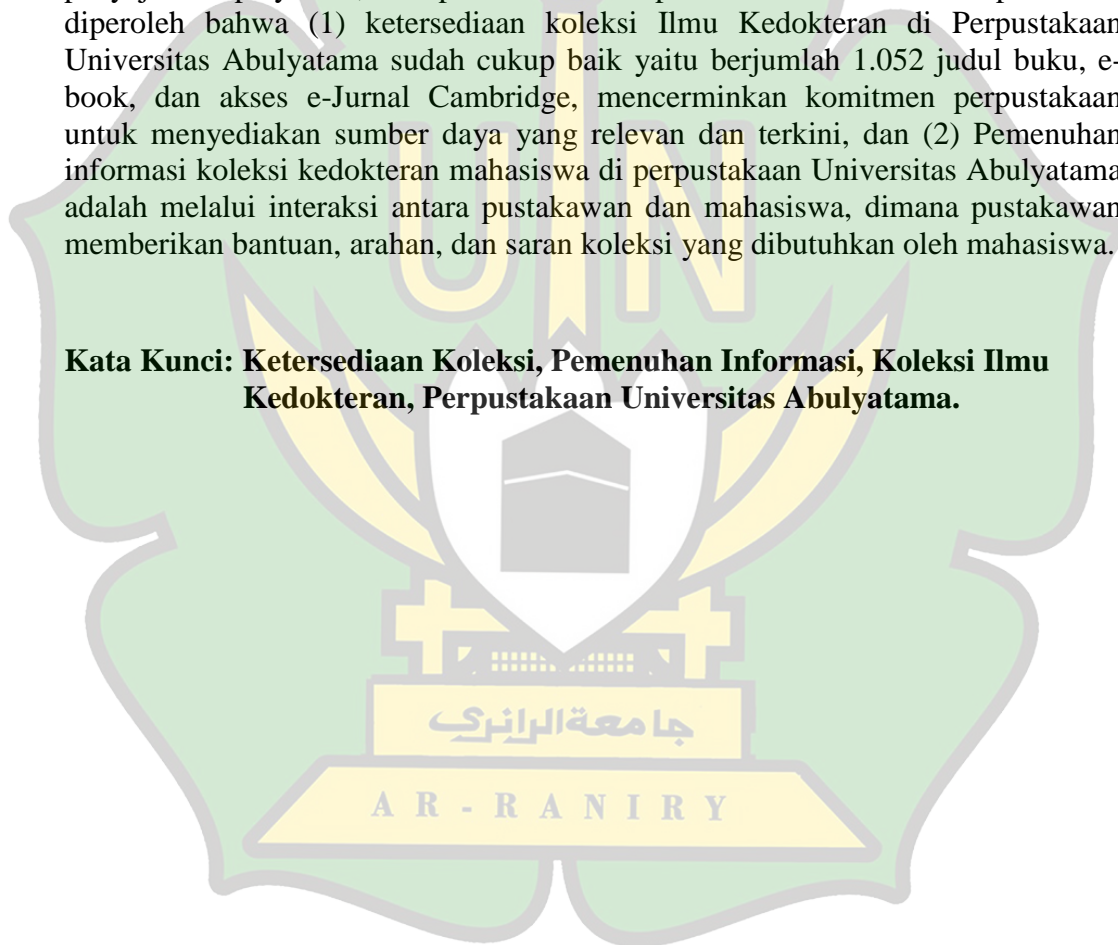 diperoleh bahwa (1) ketersediaan koleksi Ilmu Kedokteran di Perpustakaan
Universitas Abulyatama sudah cukup baik yaitu berjumlah 1.052 judul buku, e-
book, dan akses e-Jurnal Cambridge, mencerminkan komitmen perpustakaan
untuk menyediakan sumber daya yang relevan dan terkini, dan (2) Pemenuhan
informasi koleksi kedokteran mahasiswa di perpustakaan Universitas Abulyatama
adalah melalui interaksi antara pustakawan dan mahasiswa, dimana pustakawan
memberikan bantuan, arahan, dan saran koleksi yang dibutuhkan oleh mahasiswa.
Kata Kunci: Ketersediaan Koleksi, Pemenuhan Informasi, Koleksi Ilmu
Kedokteran, Perpustakaan Universitas Abulyatama.
UIN
جامعة الرانري
AR-RANIRY